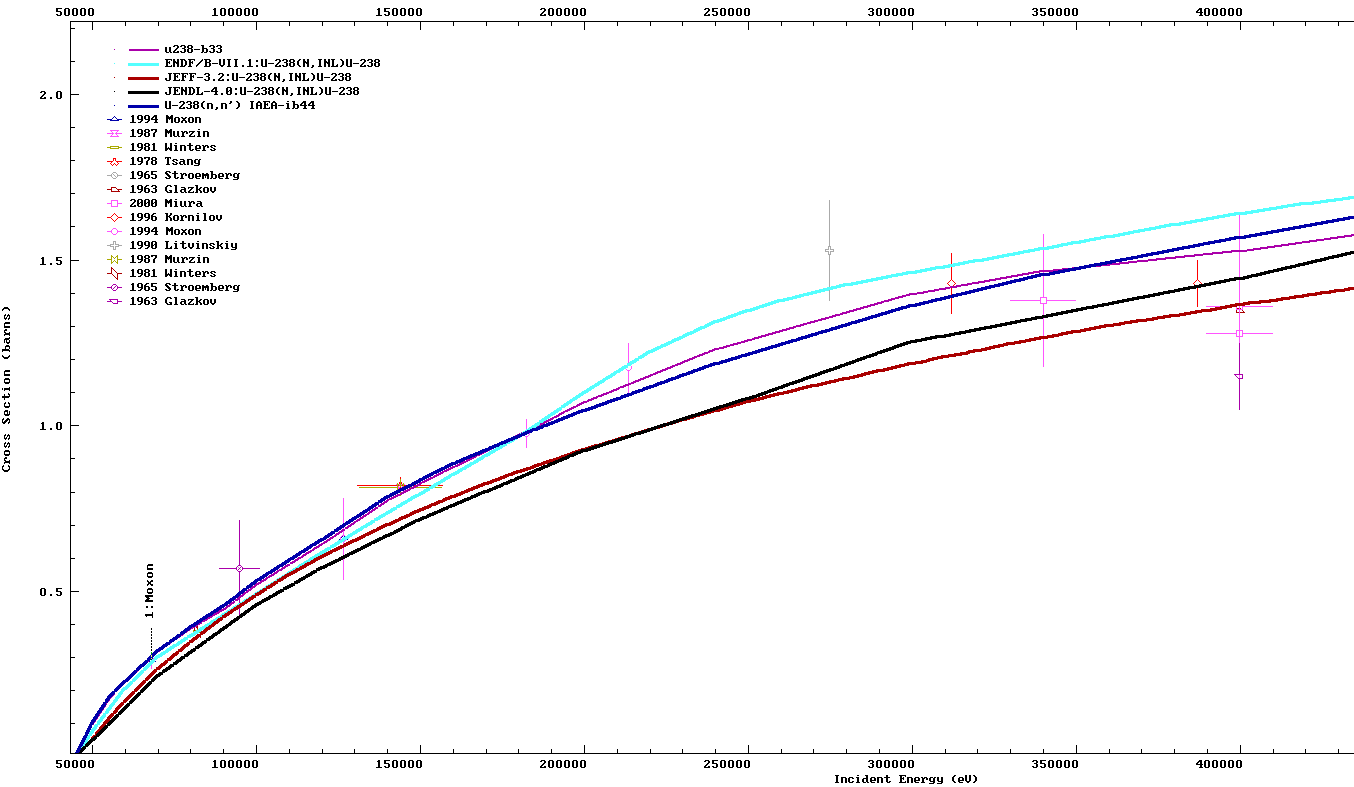 50000 100000 150000 200000 250000 300000 350000 400000
u238-b33
ENDF/B-VII.1:U-238(N,INL)U-238
JEFF-3.2:U-238(N,INL)U-238
JENDL-4.0:U-238(N,INL)U-238
U-238(n,n') IAEA-ib44
1994 Moxon
1987 Murzin
1981 Winters
1978 Tsang
1965 Stroemberg
1963 Glazkov
2000 Miura
1996 Kornilov
1994 Moxon
1990 Litvinskiy
1987 Murzin
1981 Winters
1965 Stroemberg
1963 Glazkov
2.0
1.5
1.0
0.5
Cross Section (barns)
1:Moxon
50000 100000 150000 200000 250000 300000 350000 400000
Incident Energy (eV)